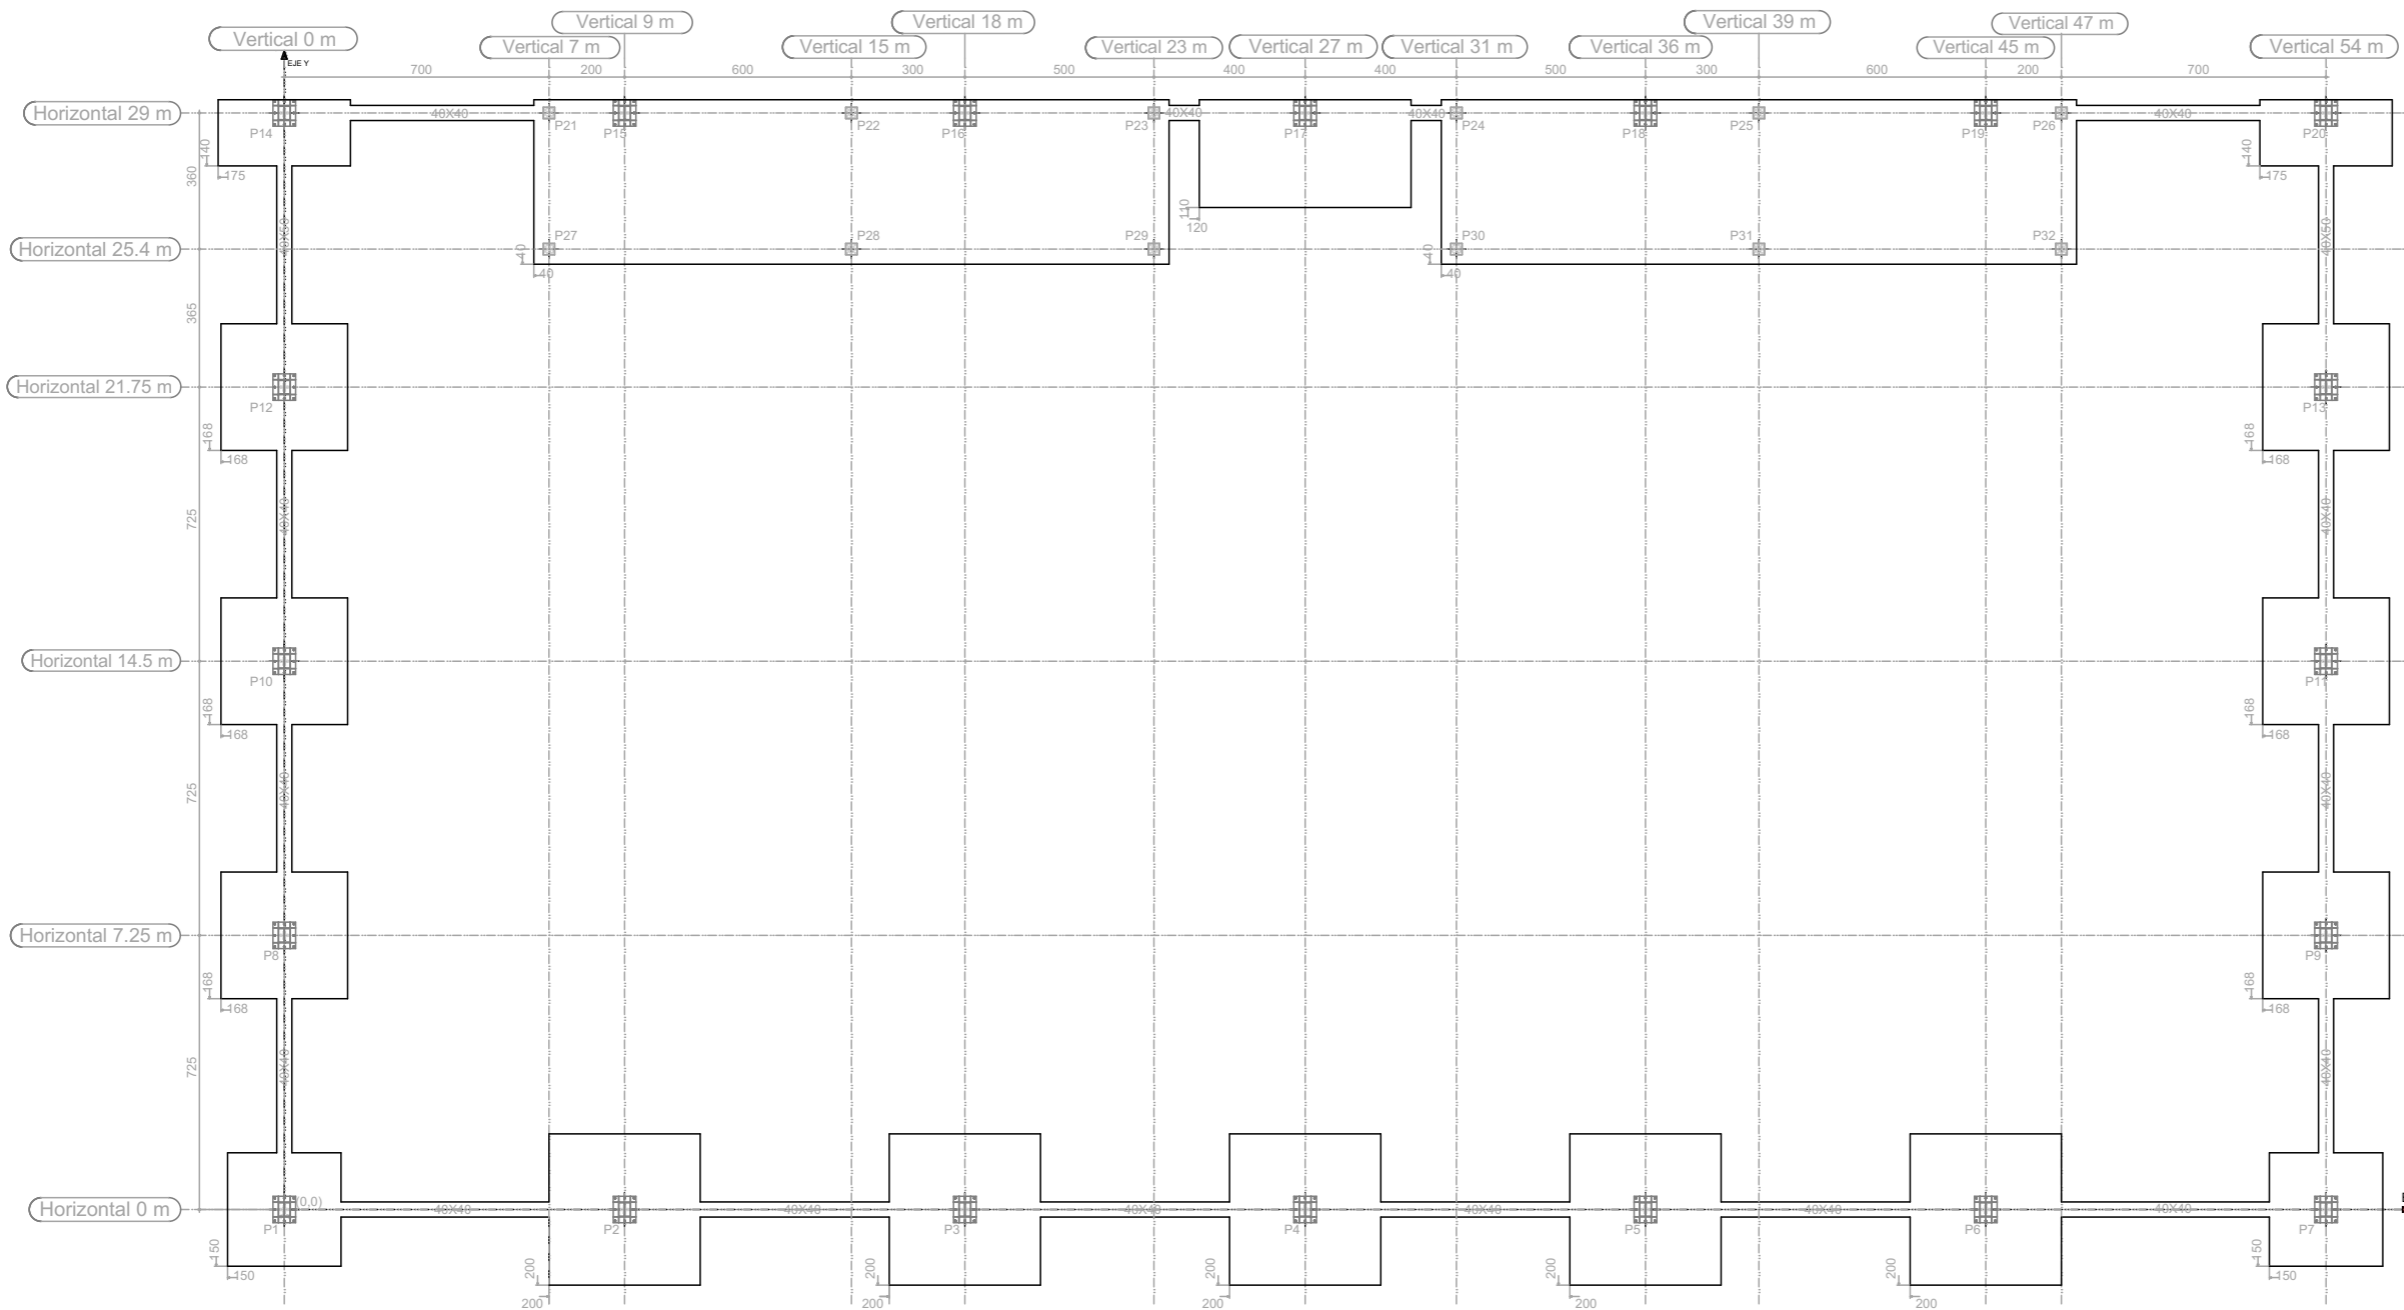 Vertical 0 m
Vertical 9 m
Vertical 18 m
Vertical 39 m
Vertical 47 m
Vertical 7 m
Vertical 15 m
Vertical 23 m
Vertical 27 m
Vertical 31 m
Vertical 36 m
Vertical 45 m
Vertical 54 m
EJE Y
700 200 600 300 500 400 400 500 300 600 200 700
Horizontal 29 m
40X40 40X40 40X40 40X40
P14 P21 P15 P22 P16 P23 P17 P24 P18 P25 P19 P26 P20
140 140
360
175 175
110
120
40X50 40X50
Horizontal 25.4 m
P27 P28 P29 P30 P31 P32
40 40
40 40
365
Horizontal 21.75 m
P12 P13
168 168
168 168
725
40X40 40X40
Horizontal 14.5 m
P10 P11
168 168
168 168
725
40X40 40X40
Horizontal 7.25 m
P8 P9
168 168
168 168
725
40X40 40X40
(0,0)
Horizontal 0 m
40X40 40X40 40X40 40X40 40X40 40X40
P1 P2 P3 P4 P5 P6 P7
150 150
150 150
200 200 200 200 200
200 200 200 200 200